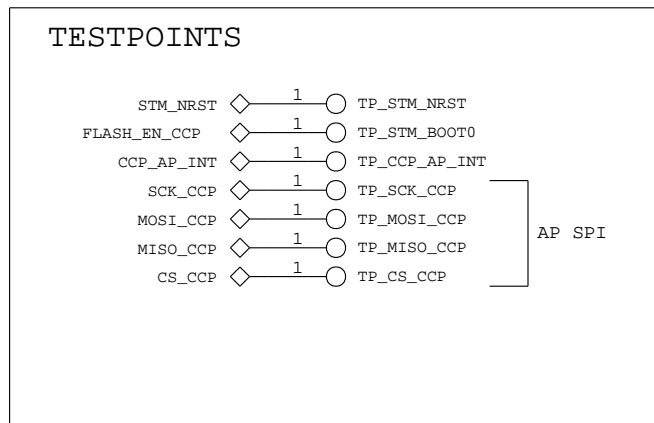 TESTPOINTS
STM_NRST 1 TP_STM_NRST
FLASH_EN_CCP 1 TP_STM_BOOT0
CCP_AP_INT 1 TP_CCP_AP_INT
SCK_CCP 1 TP_SCK_CCP
MOSI_CCP 1 TP_MOSI_CCP
AP SPI
MISO_CCP 1 TP_MISO_CCP
CS_CCP 1 TP_CS_CCP